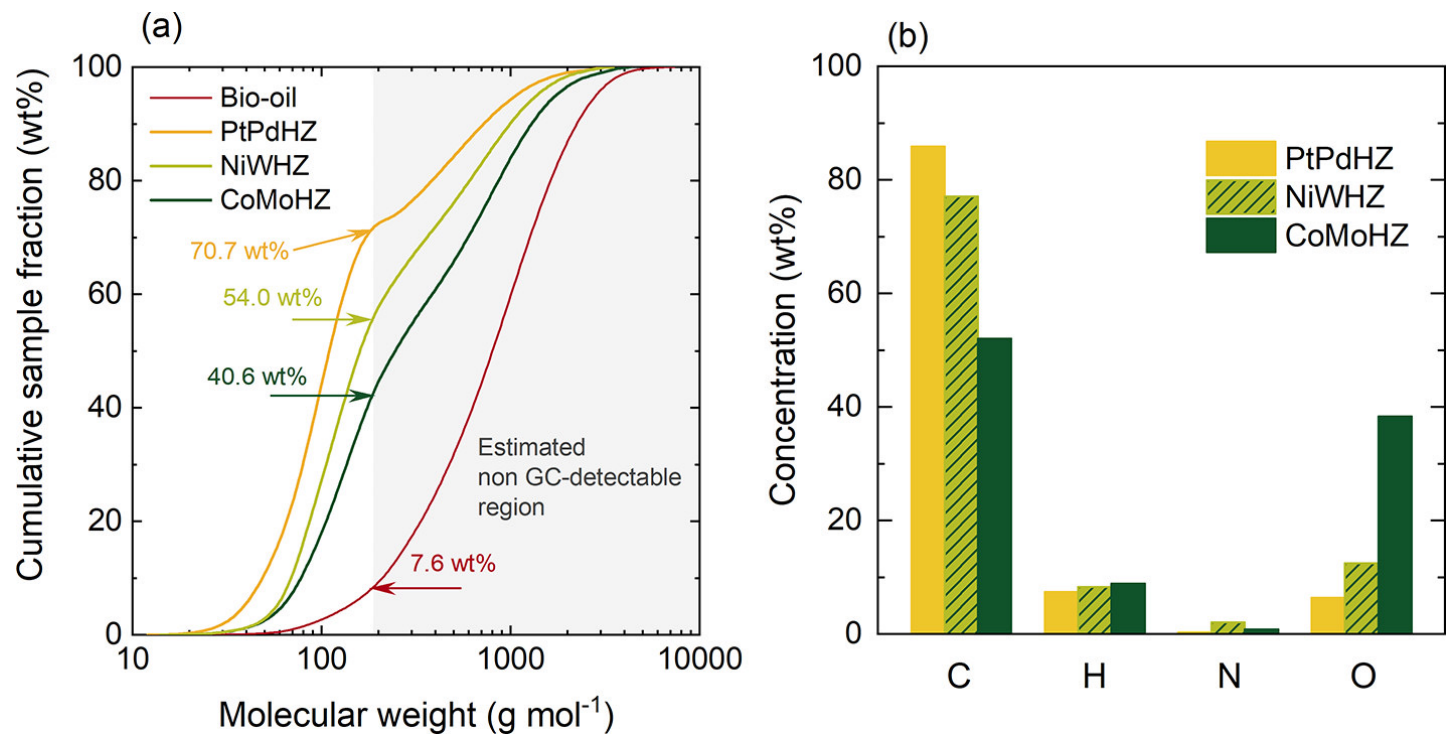 (a)
Cumulative sample fraction (wt%)
100
80
60
40
20
0
Bio-oil
PtPdHZ
NiWHZ
CoMoHZ
70.7 wt%
54.0 wt%
40.6 wt%
7.6 wt%
Estimated
non GC-detectable
region
10
100
1000
10000
Molecular weight (g mol⁻¹)
(b)
Concentration (wt%)
100
80
60
40
20
0
PtPdHZ
NiWHZ
CoMoHZ
C
H
N
O